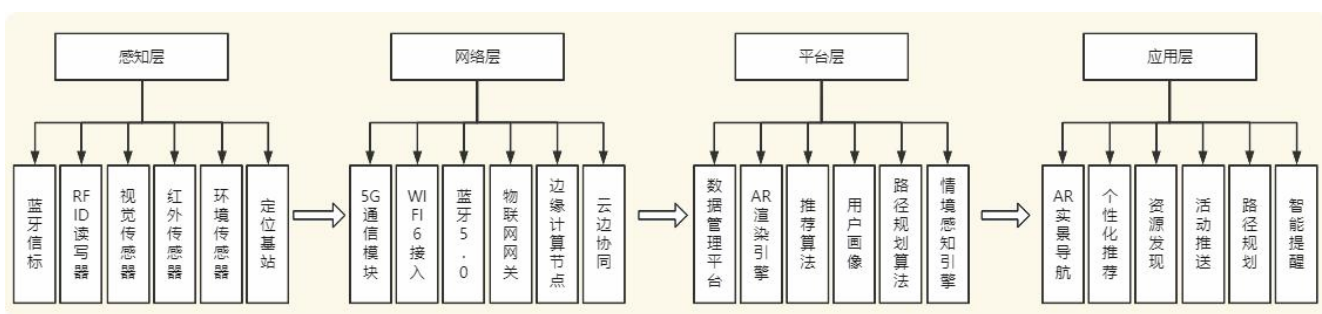 感知层
蓝牙信标
RFID读写器
视觉传感器
红外传感器
环境传感器
定位基站
网络层
5G通信模块
WIFI6接入
蓝牙5.0
物联网网关
边缘计算节点
云边协同
平台层
数据管理平台
AR渲染引擎
推荐算法
用户画像
路径规划算法
情境感知引擎
应用层
AR实景导航
个性化推荐
资源发现
活动推送
路径规划
智能提醒